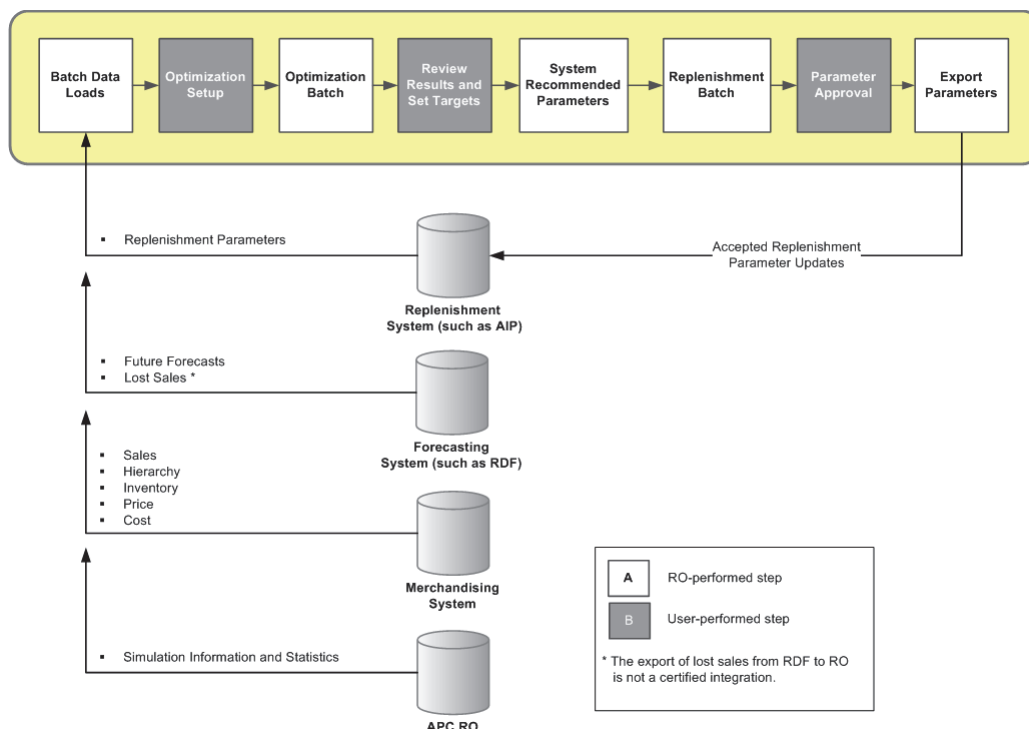 Batch Data
Loads
Optimization
Setup
Optimization
Batch
Review
Results and
Set Targets
System
Recommended
Parameters
Replenishment
Batch
Parameter
Approval
Export
Parameters
▪ Replenishment Parameters
Accepted Replenishment
Parameter Updates
Replenishment
System (such as AIP)
▪ Future Forecasts
▪ Lost Sales *
Forecasting
System (such as RDF)
▪ Sales
▪ Hierarchy
▪ Inventory
▪ Price
▪ Cost
Merchandising
System
▪ Simulation Information and Statistics
APC RO
A RO-performed step
B User-performed step
* The export of lost sales from RDF to RO
is not a certified integration.